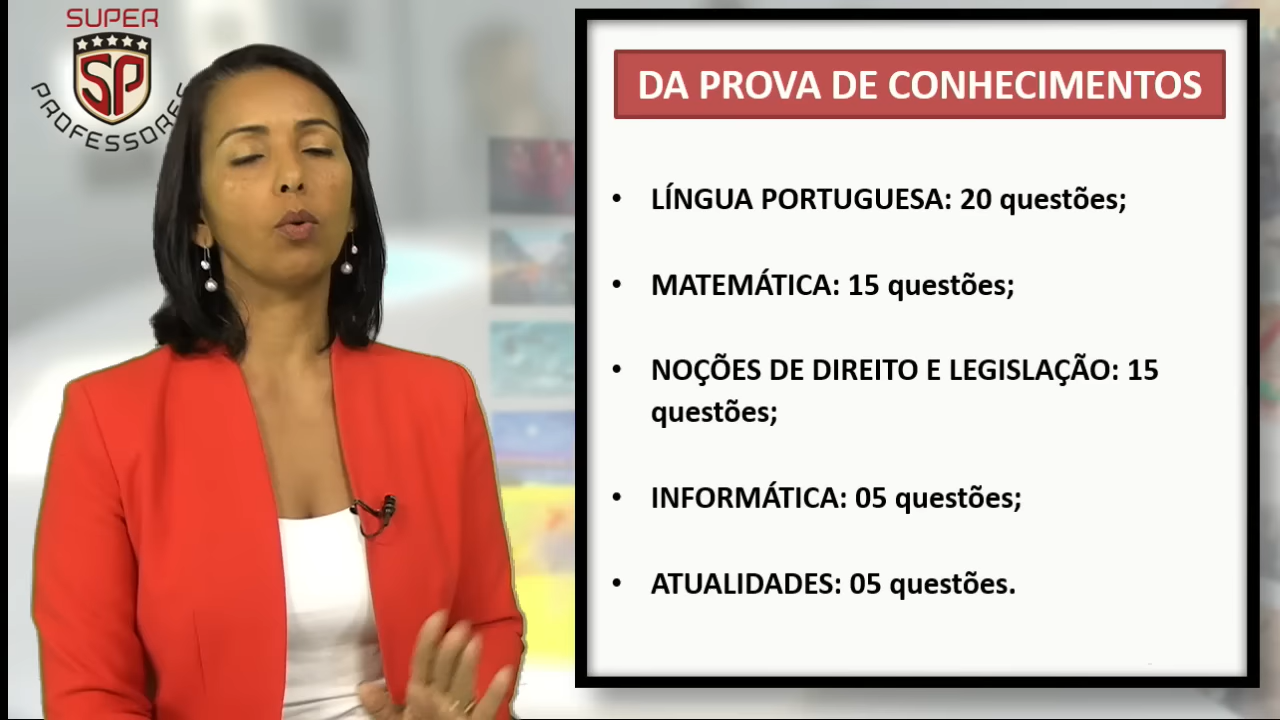 SUPER
SP
PROFESSORES
DA PROVA DE CONHECIMENTOS
• LÍNGUA PORTUGUESA: 20 questões;
• MATEMÁTICA: 15 questões;
• NOÇÕES DE DIREITO E LEGISLAÇÃO: 15
questões;
• INFORMÁTICA: 05 questões;
• ATUALIDADES: 05 questões.